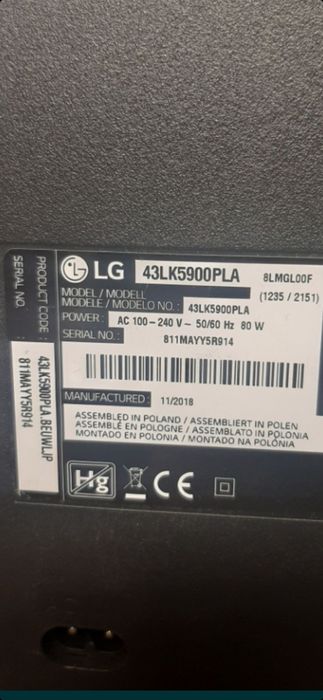 LG 43LK5900PLA 8LMGL00F
MODEL / MODELL (1235 / 2151)
MODELE / MODELO NO. : 43LK5900PLA
POWER : AC 100-240 V ~ 50/60 Hz 80 W
SERIAL NO. : 811MAYY5R914
MANUFACTURED : 11/2018
ASSEMBLED IN POLAND / ASSEMBLIERT IN POLEN
ASSEMBLÉ EN POLOGNE / ASSEMBLATO IN POLONIA
MONTADO EN POLONIA / MONTADO NA POLÔNIA
Hg CE
PRODUCT CODE : 43LK5900PLA.BEUWLJP
SERIAL NO. : 811MAYY5R914